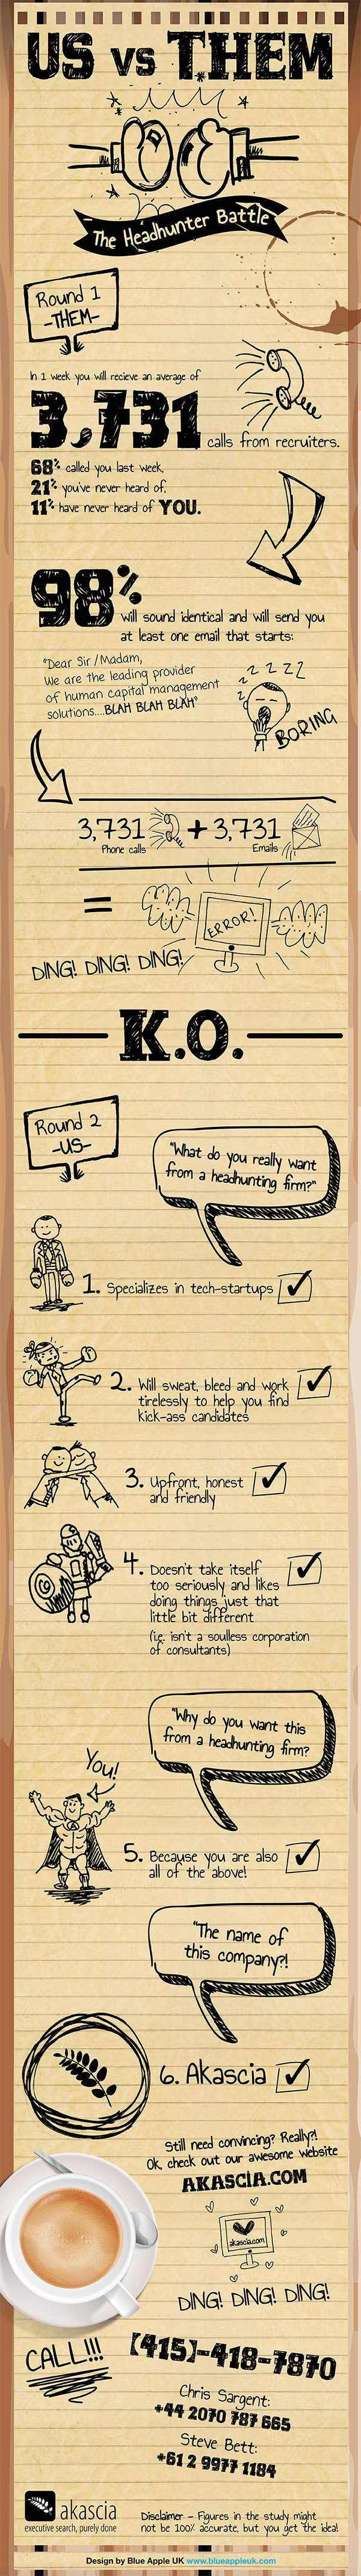 US VS THEM
The Headhunter Battle
Round 1
-THEM-
In 1 week you will recieve an average of
3,731
calls from recruiters.
68% called you last week,
21% you've never heard of,
11% have never heard of YOU.
98%
will sound identical and will send you
at least one email that starts:
"Dear Sir/Madam,
We are the leading provider
of human capital management
solutions....BLAH BLAH BLAH"
Z Z Z Z Z
BORING
3,731 + 3,731
Phone calls
Emails
=
ERROR!
DING! DING! DING!
K.O.
Round 2
-US-
"What do you really want
from a headhunting firm?"
1. Specializes in tech-startups
2. Will sweat, bleed and work
tirelessly to help you find
kick-ass candidates
3. Upfront, honest
and friendly
4. Doesn't take itself
too seriously and likes
doing things just that
little bit different
(i.e. isn't a soulless corporation
of consultants)
"Why do you want this
from a headhunting firm?
You!
5. Because you are also
all of the above!
"The name of
this company?!
6. Akascia
Still need convincing? Really?!
Ok, check out our awesome website
AKASCIA.COM
akascia.com
DING! DING! DING!
CALL!!!
(415)-418-7870
Chris Sargent:
+44 2070 787 665
Steve Bett:
+61 2 9977 1184
akascia
executive search, purely done
Disclaimer - Figures in the study might
not be 100% accurate, but you get the idea!
Design by Blue Apple UK www.blueappleuk.com